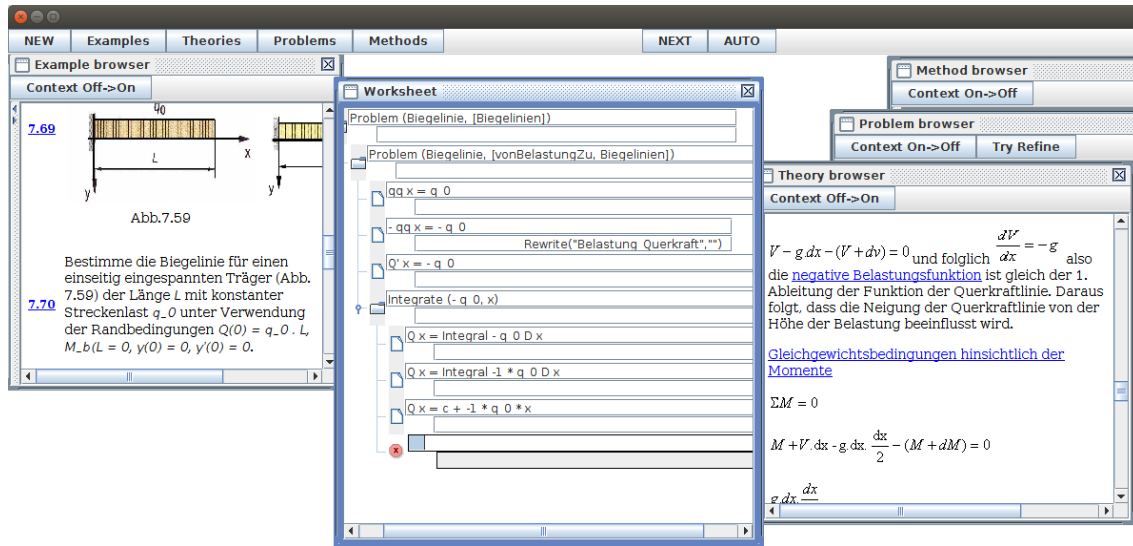 NEW Examples Theories Problems Methods NEXT AUTO
Example browser
Context Off->On
7.69
q0
L
x
y
y
Abb.7.59
7.70
Bestimme die Biegelinie für einen
einseitig eingespannten Träger (Abb.
7.59) der Länge L mit konstanter
Streckenlast q_0 unter Verwendung
der Randbedingungen Q(0) = q_0 . L,
M_b(L = 0, y(0) = 0, y'(0) = 0.
Worksheet
Problem (Biegelinie, [Biegelinien])
Problem (Biegelinie, [vonBelastungZu, Biegelinien])
qq x = q_0
- qq x = - q_0
Rewrite("Belastung_Querkraft","")
Q' x = - q_0
Integrate (- q_0, x)
Q x = Integral - q_0 D x
Q x = Integral -1 * q_0 D x
Q x = c + -1 * q_0 * x
x
Method browser
Context On->Off
Problem browser
Context On->Off Try Refine
Theory browser
Context Off->On
V - g.dx - (V + dv) = 0 und folglich dV/dx = -g also
die negative Belastungsfunktion ist gleich der 1.
Ableitung der Funktion der Querkraftlinie. Daraus
folgt, dass die Neigung der Querkraftlinie von der
Höhe der Belastung beeinflusst wird.
Gleichgewichtsbedingungen hinsichtlich der
Momente
ΣM = 0
M + V.dx - g.dx. dx/2 - (M + dM) = 0
g.dx. dx